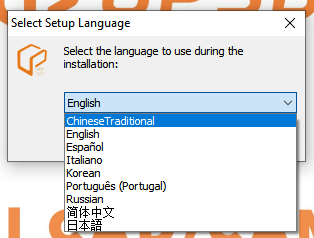 Select Setup Language
Select the language to use during the
installation:
English
ChineseTraditional
English
Español
Italiano
Korean
Português (Portugal)
Russian
简体中文
日本語